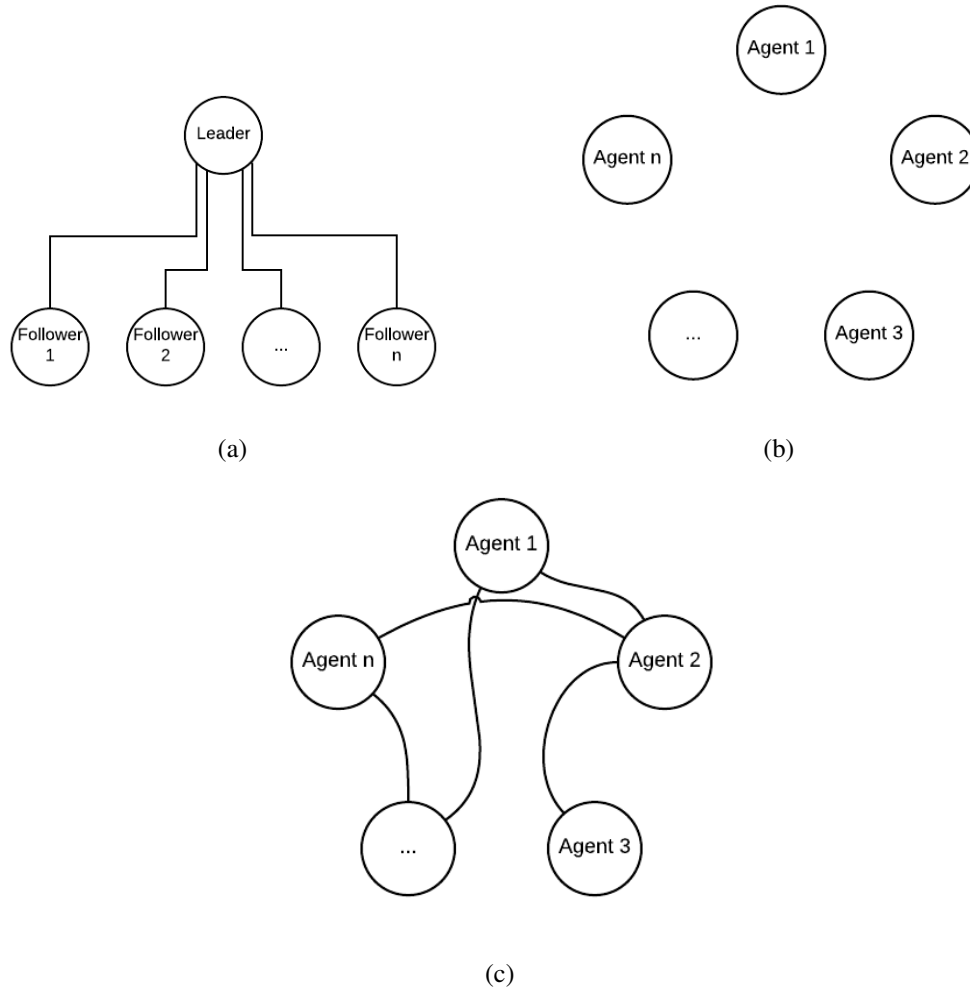 Leader
Follower
1
Follower
2
...
Follower
n
(a)
Agent 1
Agent n
Agent 2
...
Agent 3
(b)
Agent 1
Agent n
Agent 2
...
Agent 3
(c)